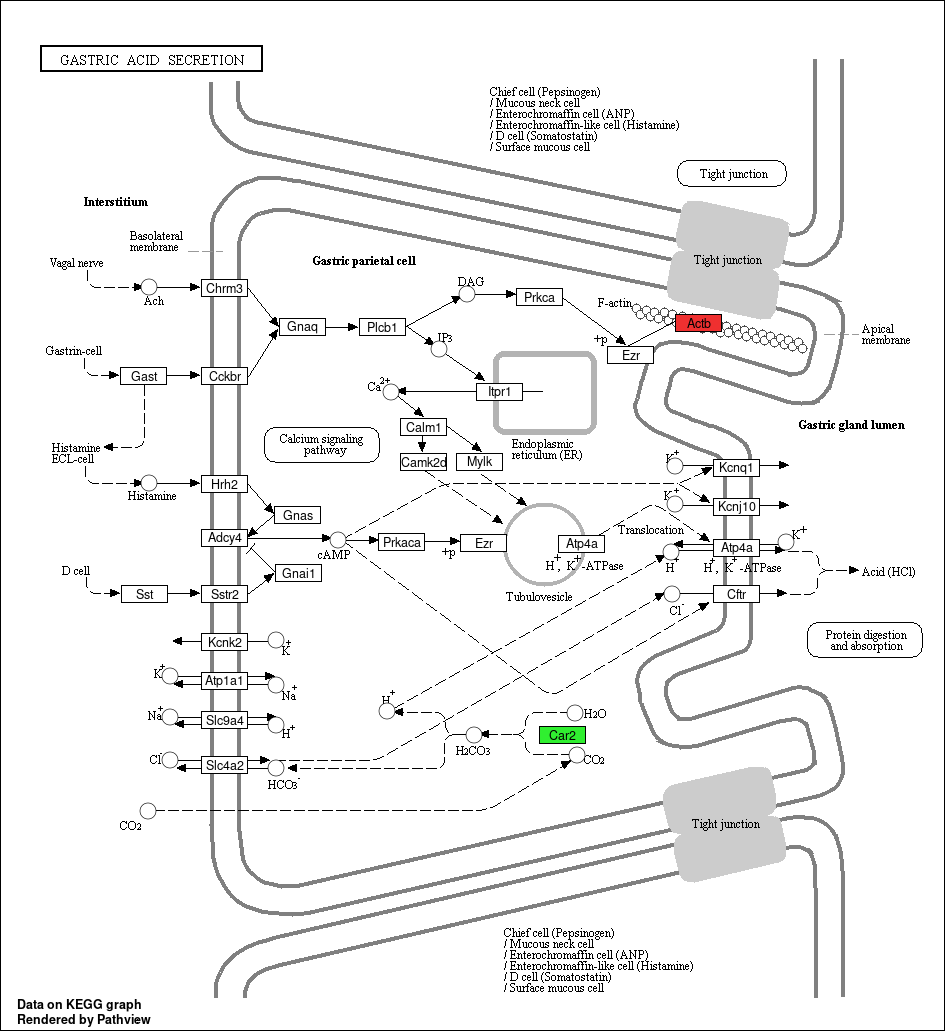 GASTRIC ACID SECRETION
Chief cell (Pepsinogen)
/ Mucous neck cell
/ Enterochromaffin cell (ANP)
/ Enterochromaffin-like cell (Histamine)
/ D cell (Somatostatin)
/ Surface mucous cell
Tight junction
Interstitium
Basolateral
membrane
Vagal nerve
Gastric parietal cell
Tight junction
Ach
Chrm3
DAG
Prkca
F-actin
Actb
Gnaq
Plcb1
IP3
+p
Ezr
Apical
membrane
Gastrin-cell
Gast
Cckbr
Ca2+
Itpr1
Calm1
Gastric gland lumen
Histamine
ECL-cell
Calcium signaling
pathway
Endoplasmic
reticulum (ER)
Camk2d
Mylk
K+
Kcnq1
Histamine
Hrh2
K+
Kcnj10
Gnas
Translocation
Adcy4
cAMP
Prkaca
+p
Ezr
Atp4a
Atp4a
K+
H+, K+-ATPase
H+
H+, K+-ATPase
D cell
Gnai1
Acid (HCl)
Sst
Sstr2
Tubulovesicle
Cl-
Cftr
Kcnk2
K+
Protein digestion
and absorption
K+
Atp1a1
Na+
H+
Na+
Slc9a4
H+
H2O
Car2
H2CO3
Cl-
Slc4a2
HCO3-
CO2
CO2
Tight junction
Chief cell (Pepsinogen)
/ Mucous neck cell
/ Enterochromaffin cell (ANP)
/ Enterochromaffin-like cell (Histamine)
/ D cell (Somatostatin)
/ Surface mucous cell
Data on KEGG graph
Rendered by Pathview